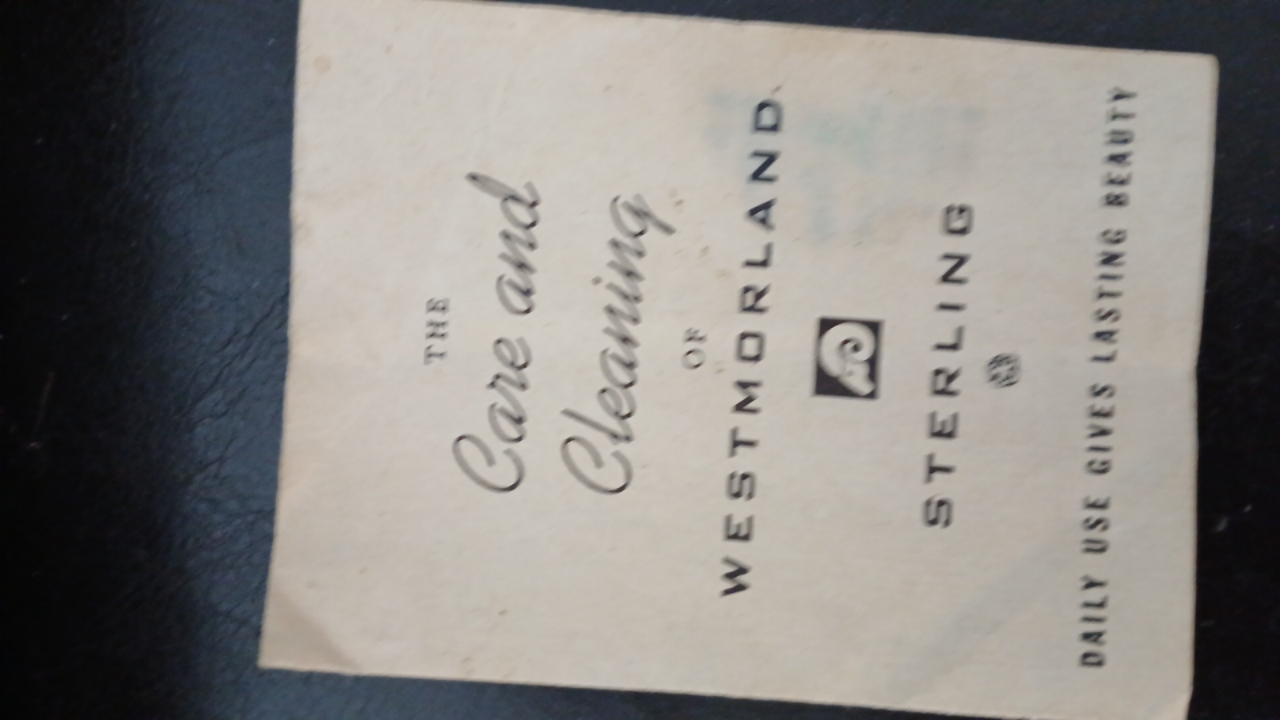 THE
Care and
Cleaning
OF
WESTMORLAND
STERLING
DAILY USE GIVES LASTING BEAUTY